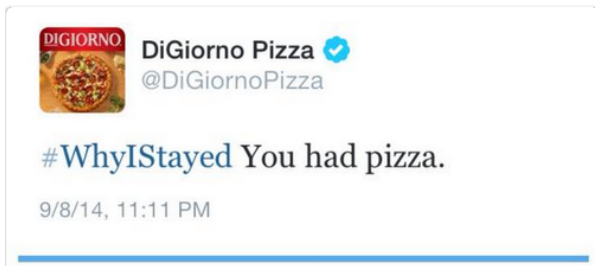 DIGIORNO
DiGiorno Pizza
@DiGiornoPizza
#WhyIStayed You had pizza.
9/8/14, 11:11 PM